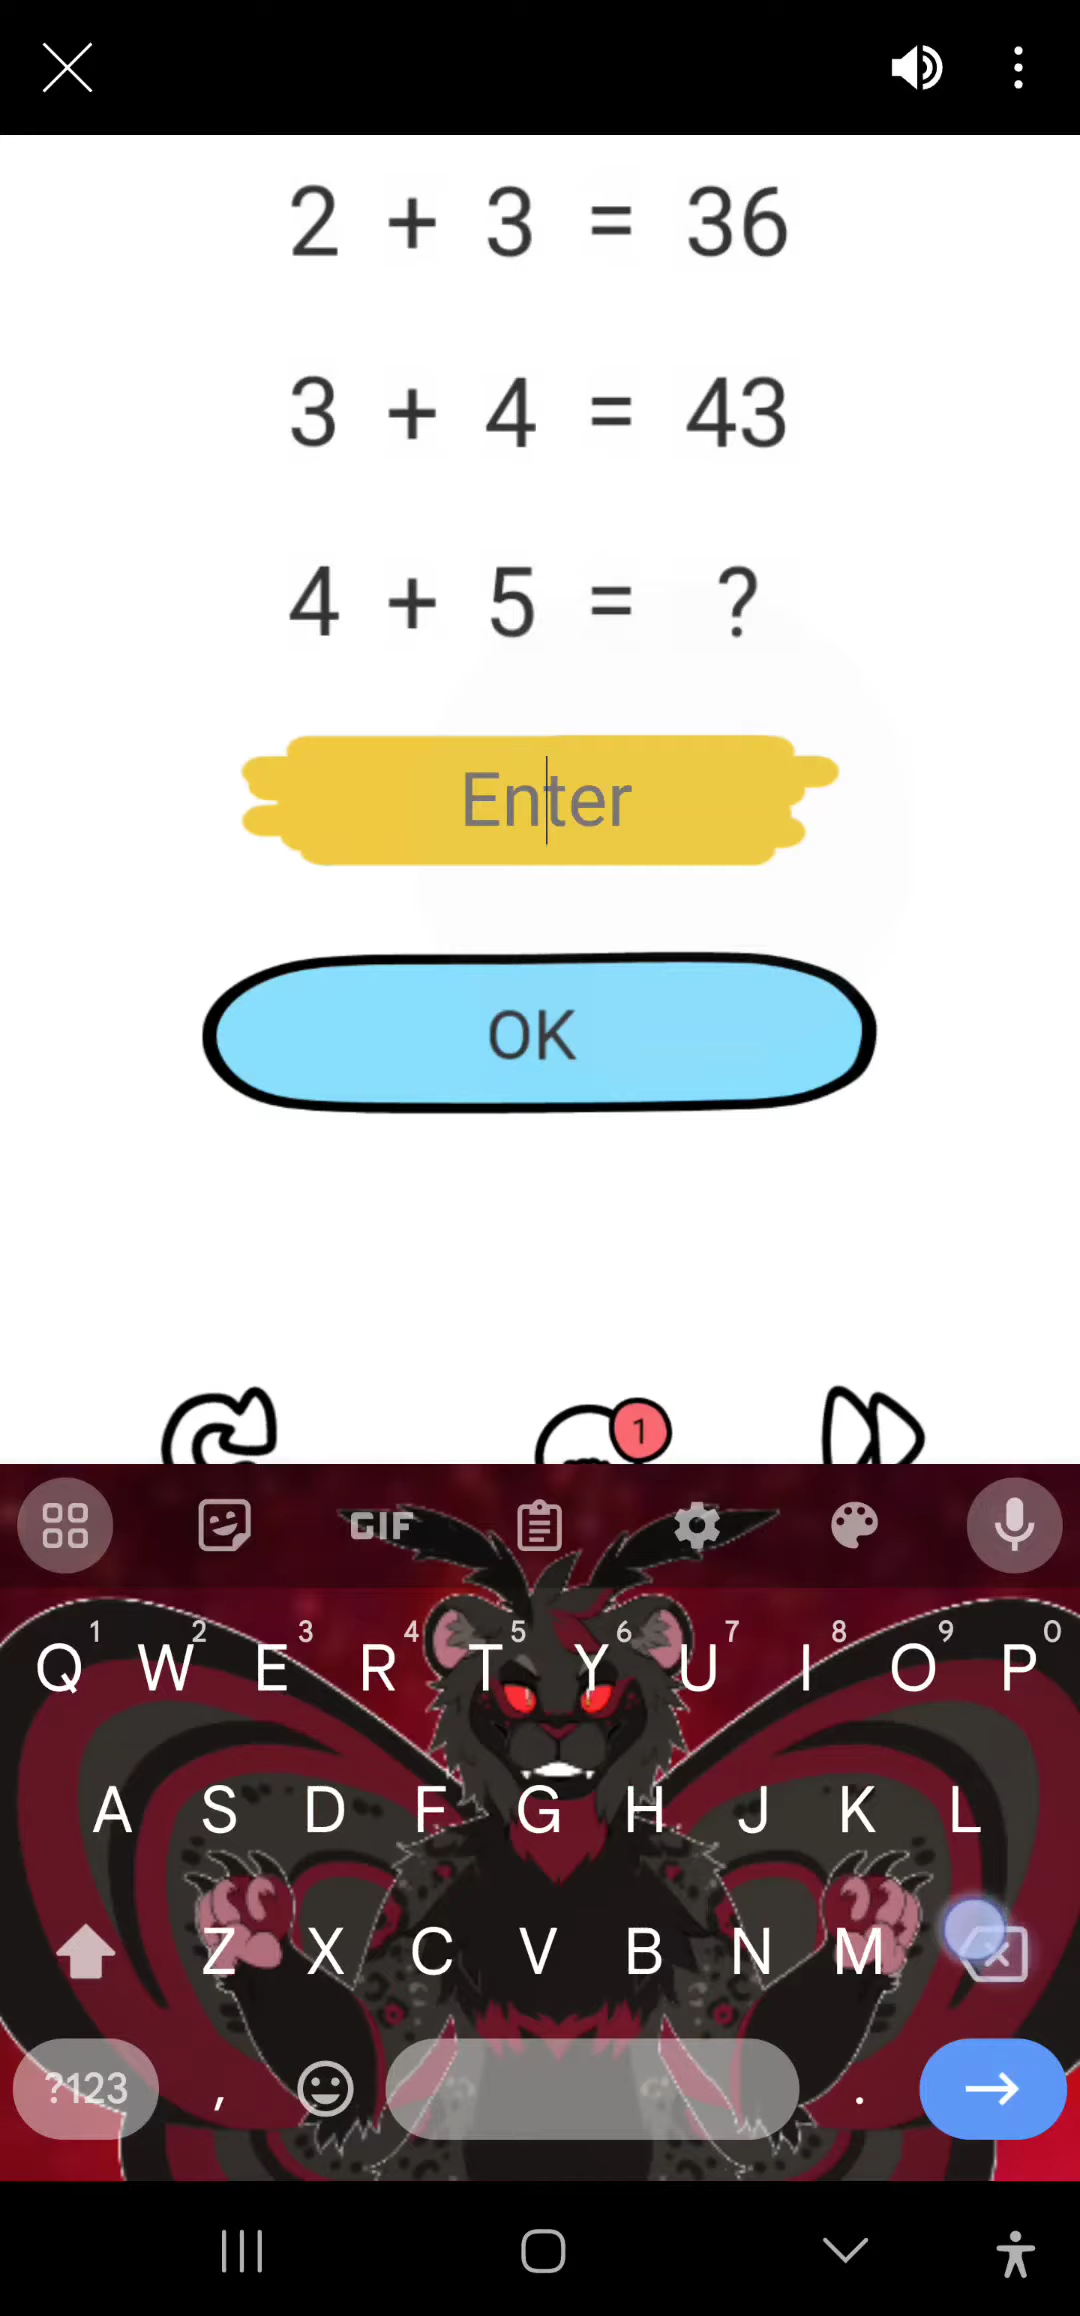 2 + 3 = 36
3 + 4 = 43
4 + 5 = ?
Enter
OK
1
GIF
1 2 3 4 5 6 7 8 9 0
Q W E R T Y U I O P
A S D F G H J K L
Z X C V B N M
?123 , .